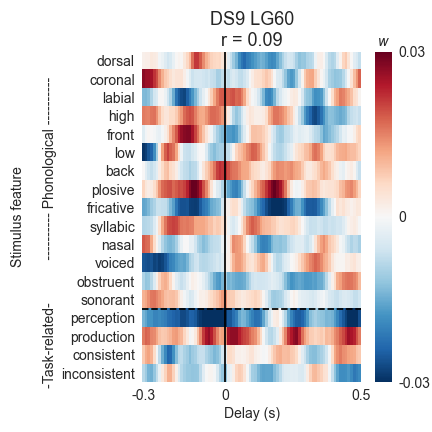 DS9 LG60
r = 0.09
w
dorsal
coronal
labial
high
front
low
back
plosive
fricative
syllabic
nasal
voiced
obstruent
sonorant
perception
production
consistent
inconsistent
Stimulus feature
---------- Phonological ----------
-Task-related-
-0.3
0
0.5
Delay (s)
0.03
0
-0.03